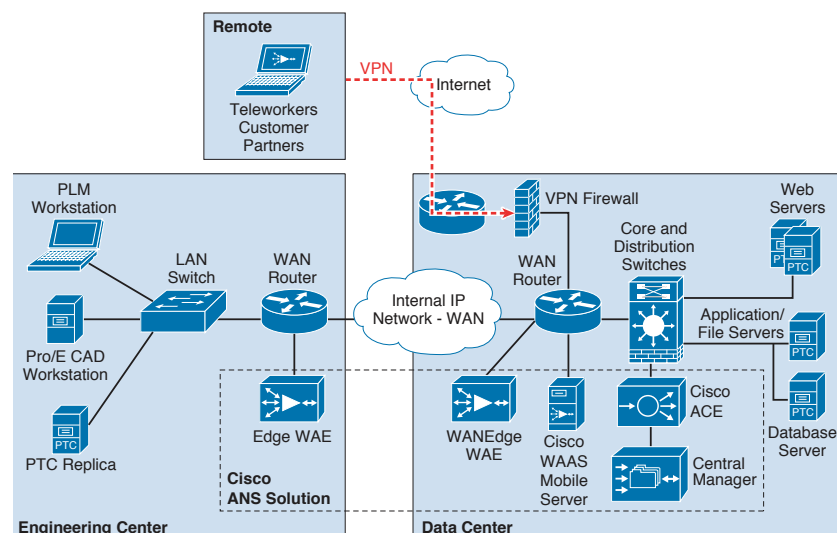 Remote
VPN
Internet
Teleworkers
Customer
Partners
PLM
Workstation
LAN
Switch
WAN
Router
Pro/E CAD
Workstation
PTC
PTC Replica
Edge WAE
Internal IP
Network - WAN
VPN Firewall
WAN
Router
Core and
Distribution
Switches
Web
Servers
PTC
PTC
Application/
File Servers
PTC
PTC
Database
Server
WANEdge
WAE
Cisco
WAAS
Mobile
Server
Cisco
ACE
Central
Manager
Cisco
ANS Solution
Engineering Center
Data Center